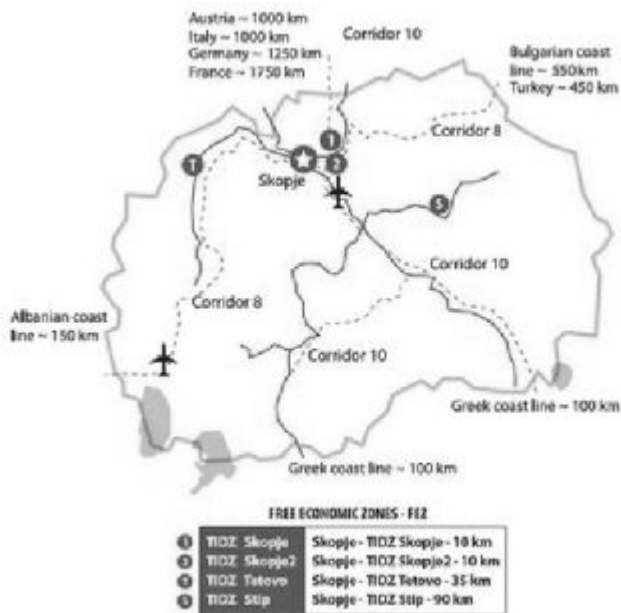 Austria ~ 1000 km
Italy ~ 1000 km
Germany ~ 1250 km
France ~ 1750 km
Corridor 10
Bulgarian coast
line ~ 550km
Turkey ~ 450 km
Corridor 8
1
T
2
Skopje
S
Corridor 10
Corridor 8
Albanian coast
line ~ 150 km
Corridor 10
Greek coast line ~ 100 km
Greek coast line ~ 100 km
FREE ECONOMIC ZONES - FEZ
1 TIDZ Skopje Skopje - TIDZ Skopje - 10 km
2 TIDZ Skopje2 Skopje - TIDZ Skopje2 - 10 km
T TIDZ Tetovo Skopje - TIDZ Tetovo - 35 km
S TIDZ Stip Skopje - TIDZ Stip - 90 km